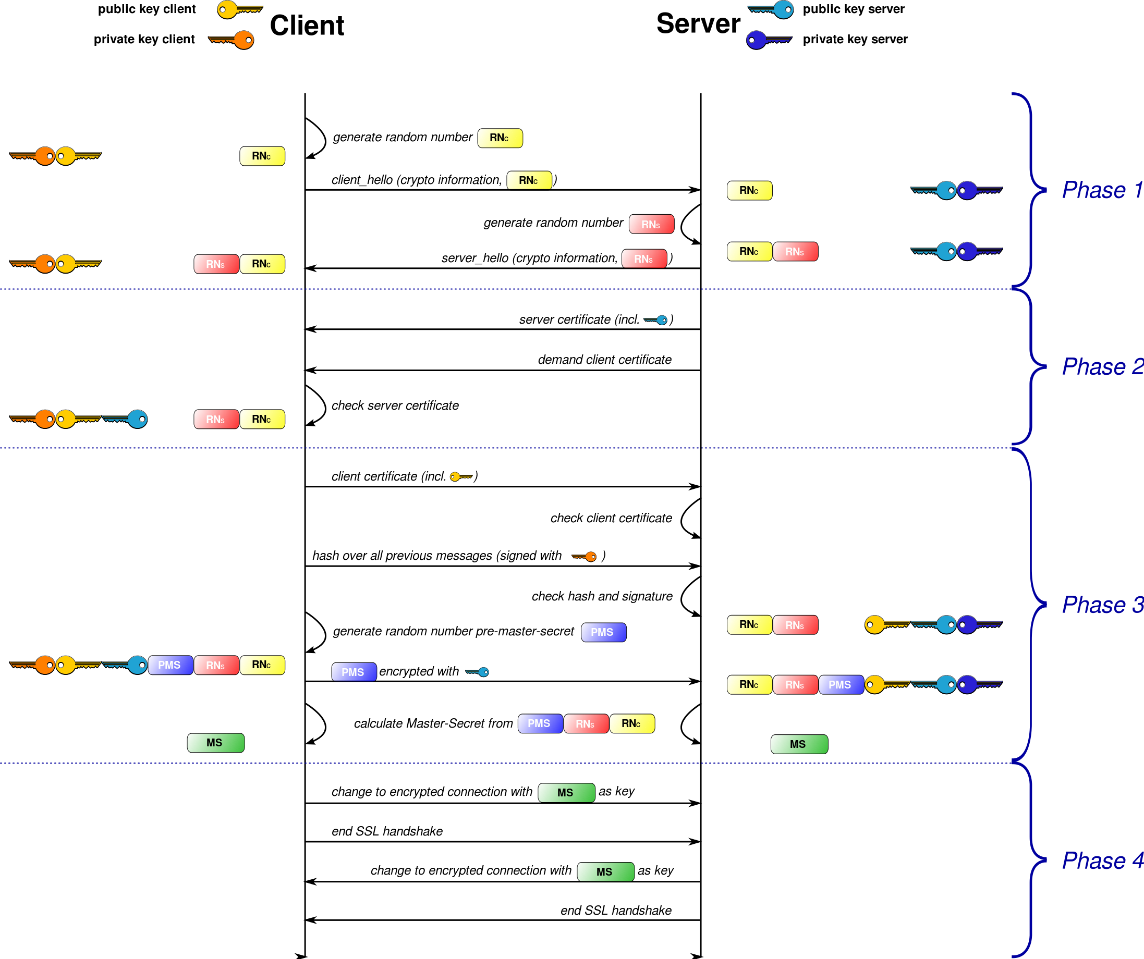 public key client
Client
Server
public key server
private key client
private key server
generate random number RNC
RNC
client_hello (crypto information, RNC )
RNC
Phase 1
generate random number RNS
RNC RNS
server_hello (crypto information, RNS )
RNS RNC
server certificate (incl. )
demand client certificate
Phase 2
check server certificate
RNS RNC
client certificate (incl. )
check client certificate
hash over all previous messages (signed with )
check hash and signature
Phase 3
RNC RNS
generate random number pre-master-secret PMS
PMS RNS RNC
PMS encrypted with
RNC RNS PMS
calculate Master-Secret from PMS RNS RNC
MS
MS
change to encrypted connection with MS as key
end SSL handshake
Phase 4
change to encrypted connection with MS as key
end SSL handshake